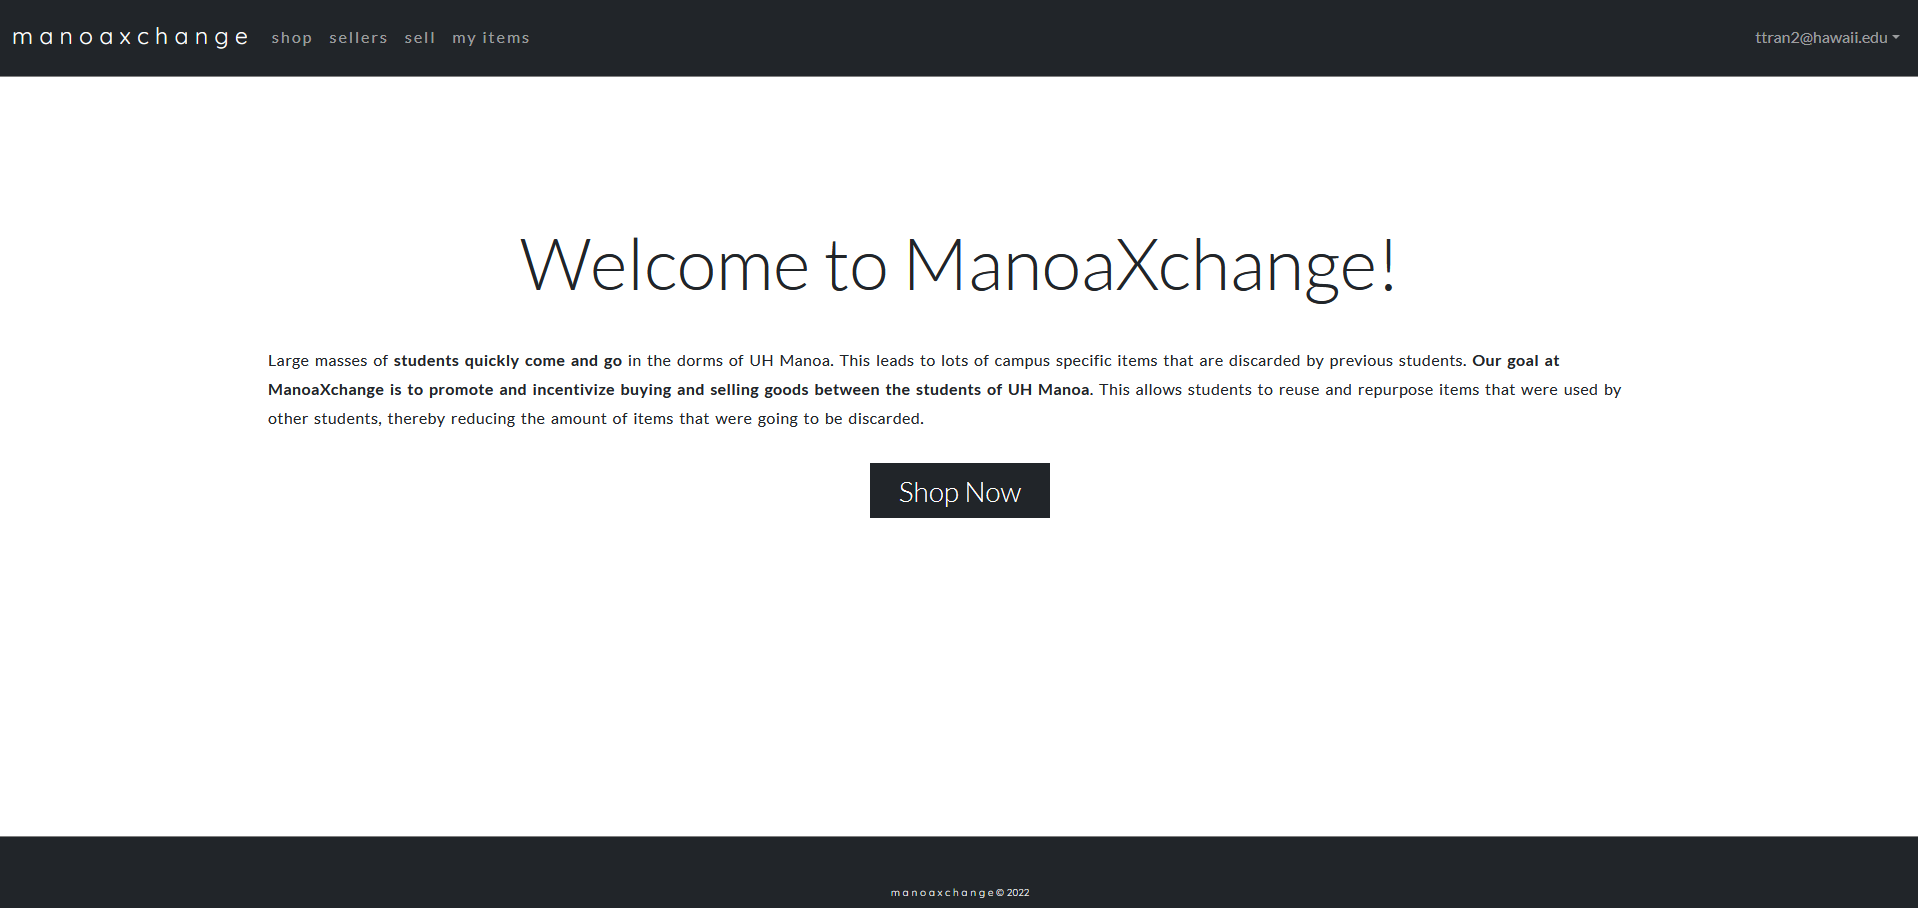 manoaxchange shop sellers sell my items ttran2@hawaii.edu
Welcome to ManoaXchange!
Large masses of students quickly come and go in the dorms of UH Manoa. This leads to lots of campus specific items that are discarded by previous students. Our goal at
ManoaXchange is to promote and incentivize buying and selling goods between the students of UH Manoa. This allows students to reuse and repurpose items that were used by
other students, thereby reducing the amount of items that were going to be discarded.
Shop Now
manoaxchange © 2022